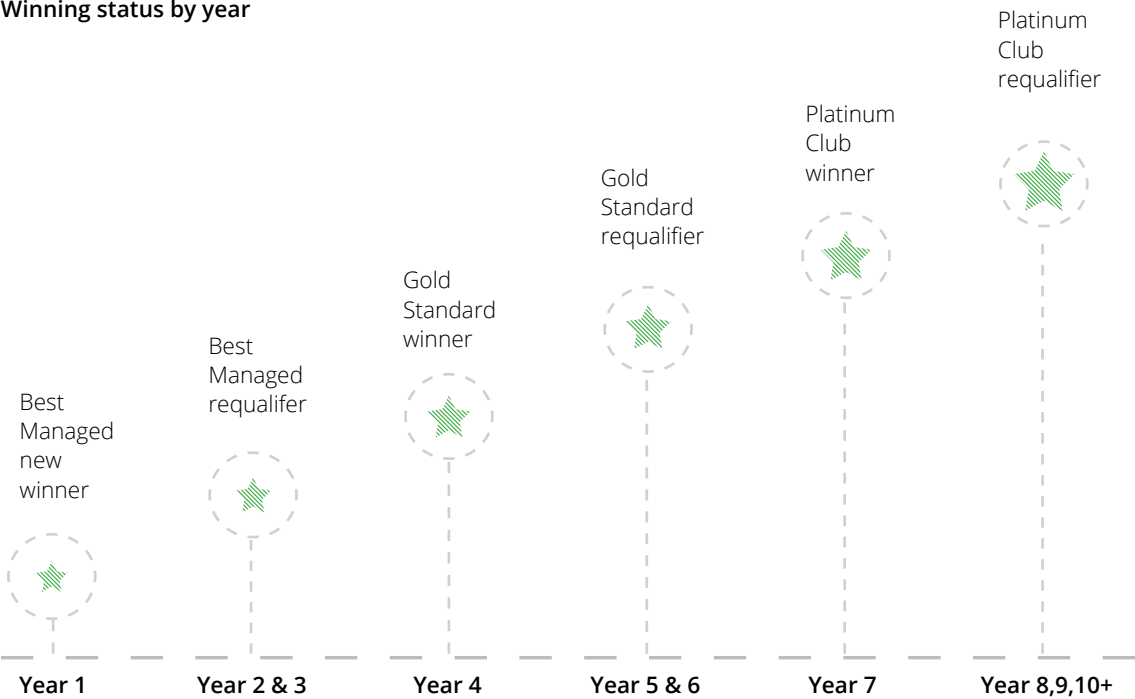 Winning status by year
Best
Managed
new
winner
Best
Managed
requalifer
Gold
Standard
winner
Gold
Standard
requalifier
Platinum
Club
winner
Platinum
Club
requalifier
Year 1
Year 2 & 3
Year 4
Year 5 & 6
Year 7
Year 8,9,10+